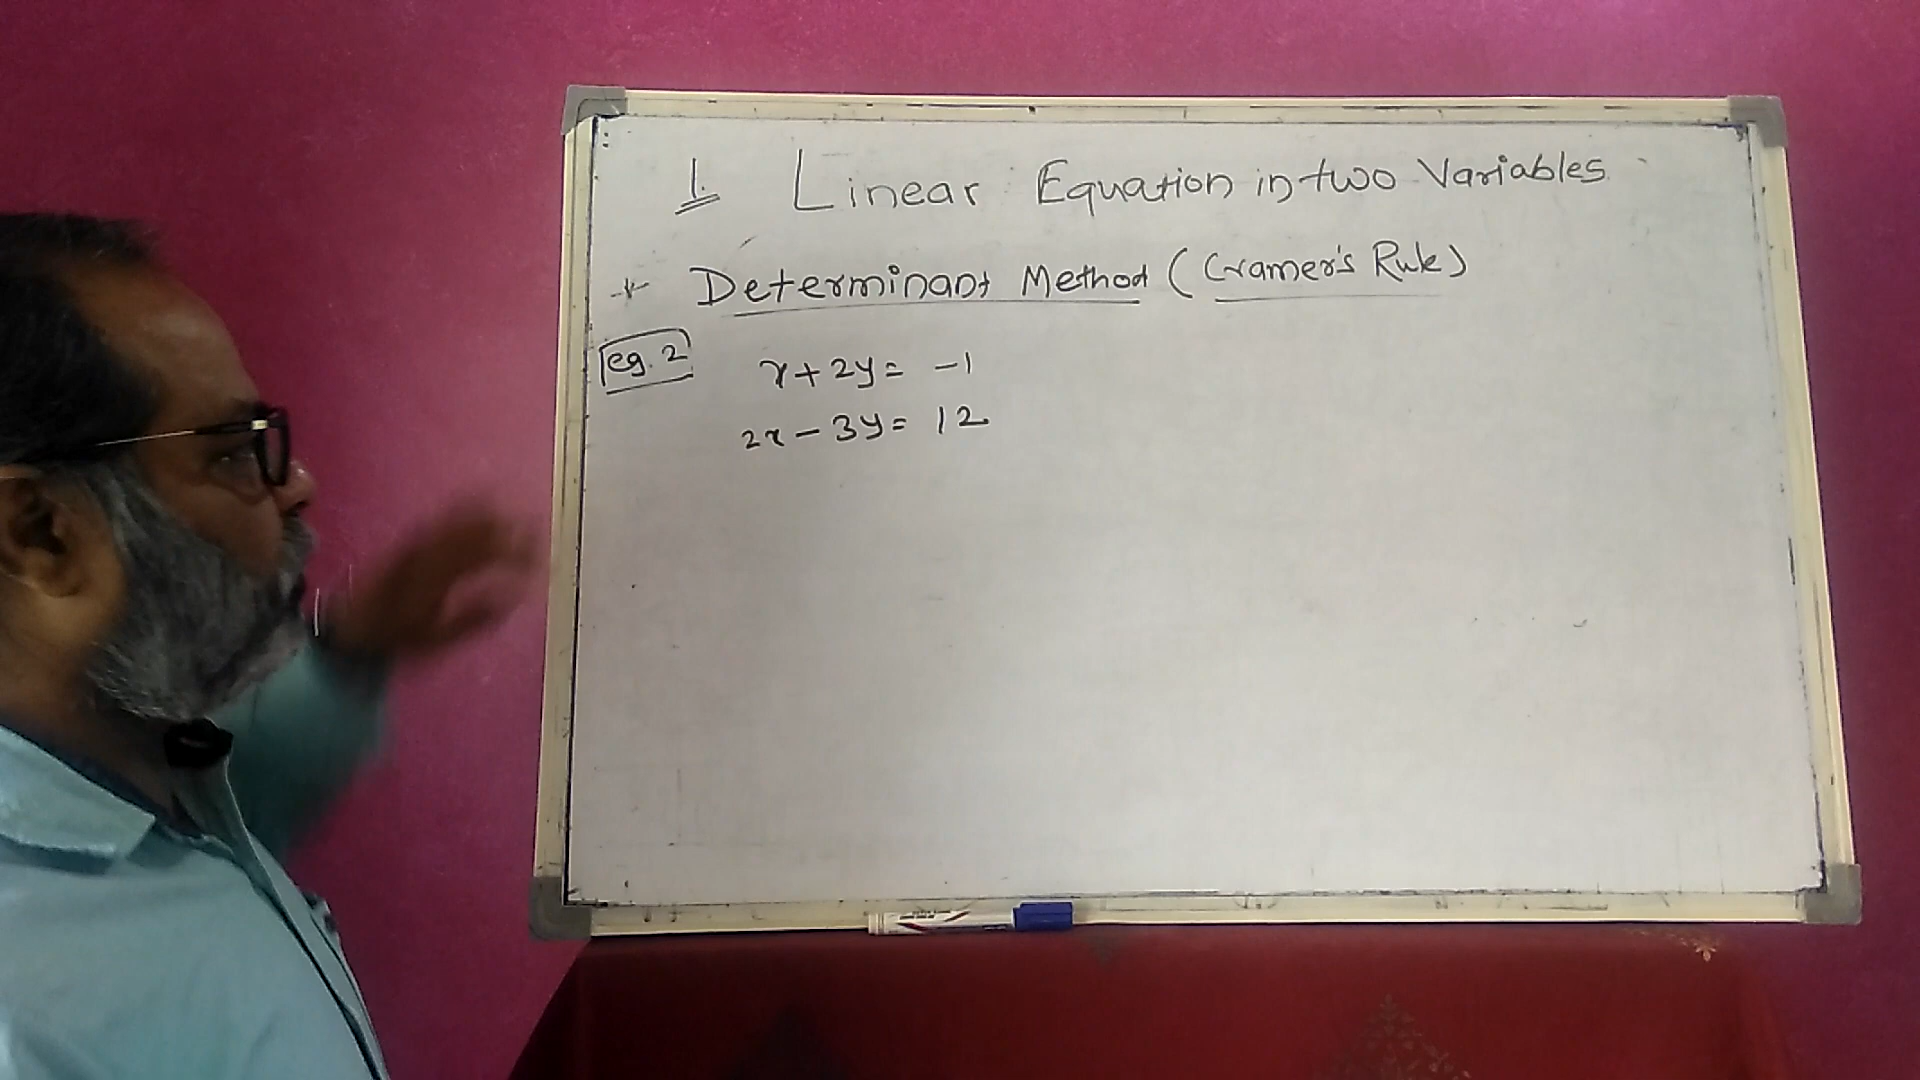 1. Linear Equation in two Variables
* Determinant Method (Cramer's Rule)
eg. 2 x + 2y = -1
2x - 3y = 12